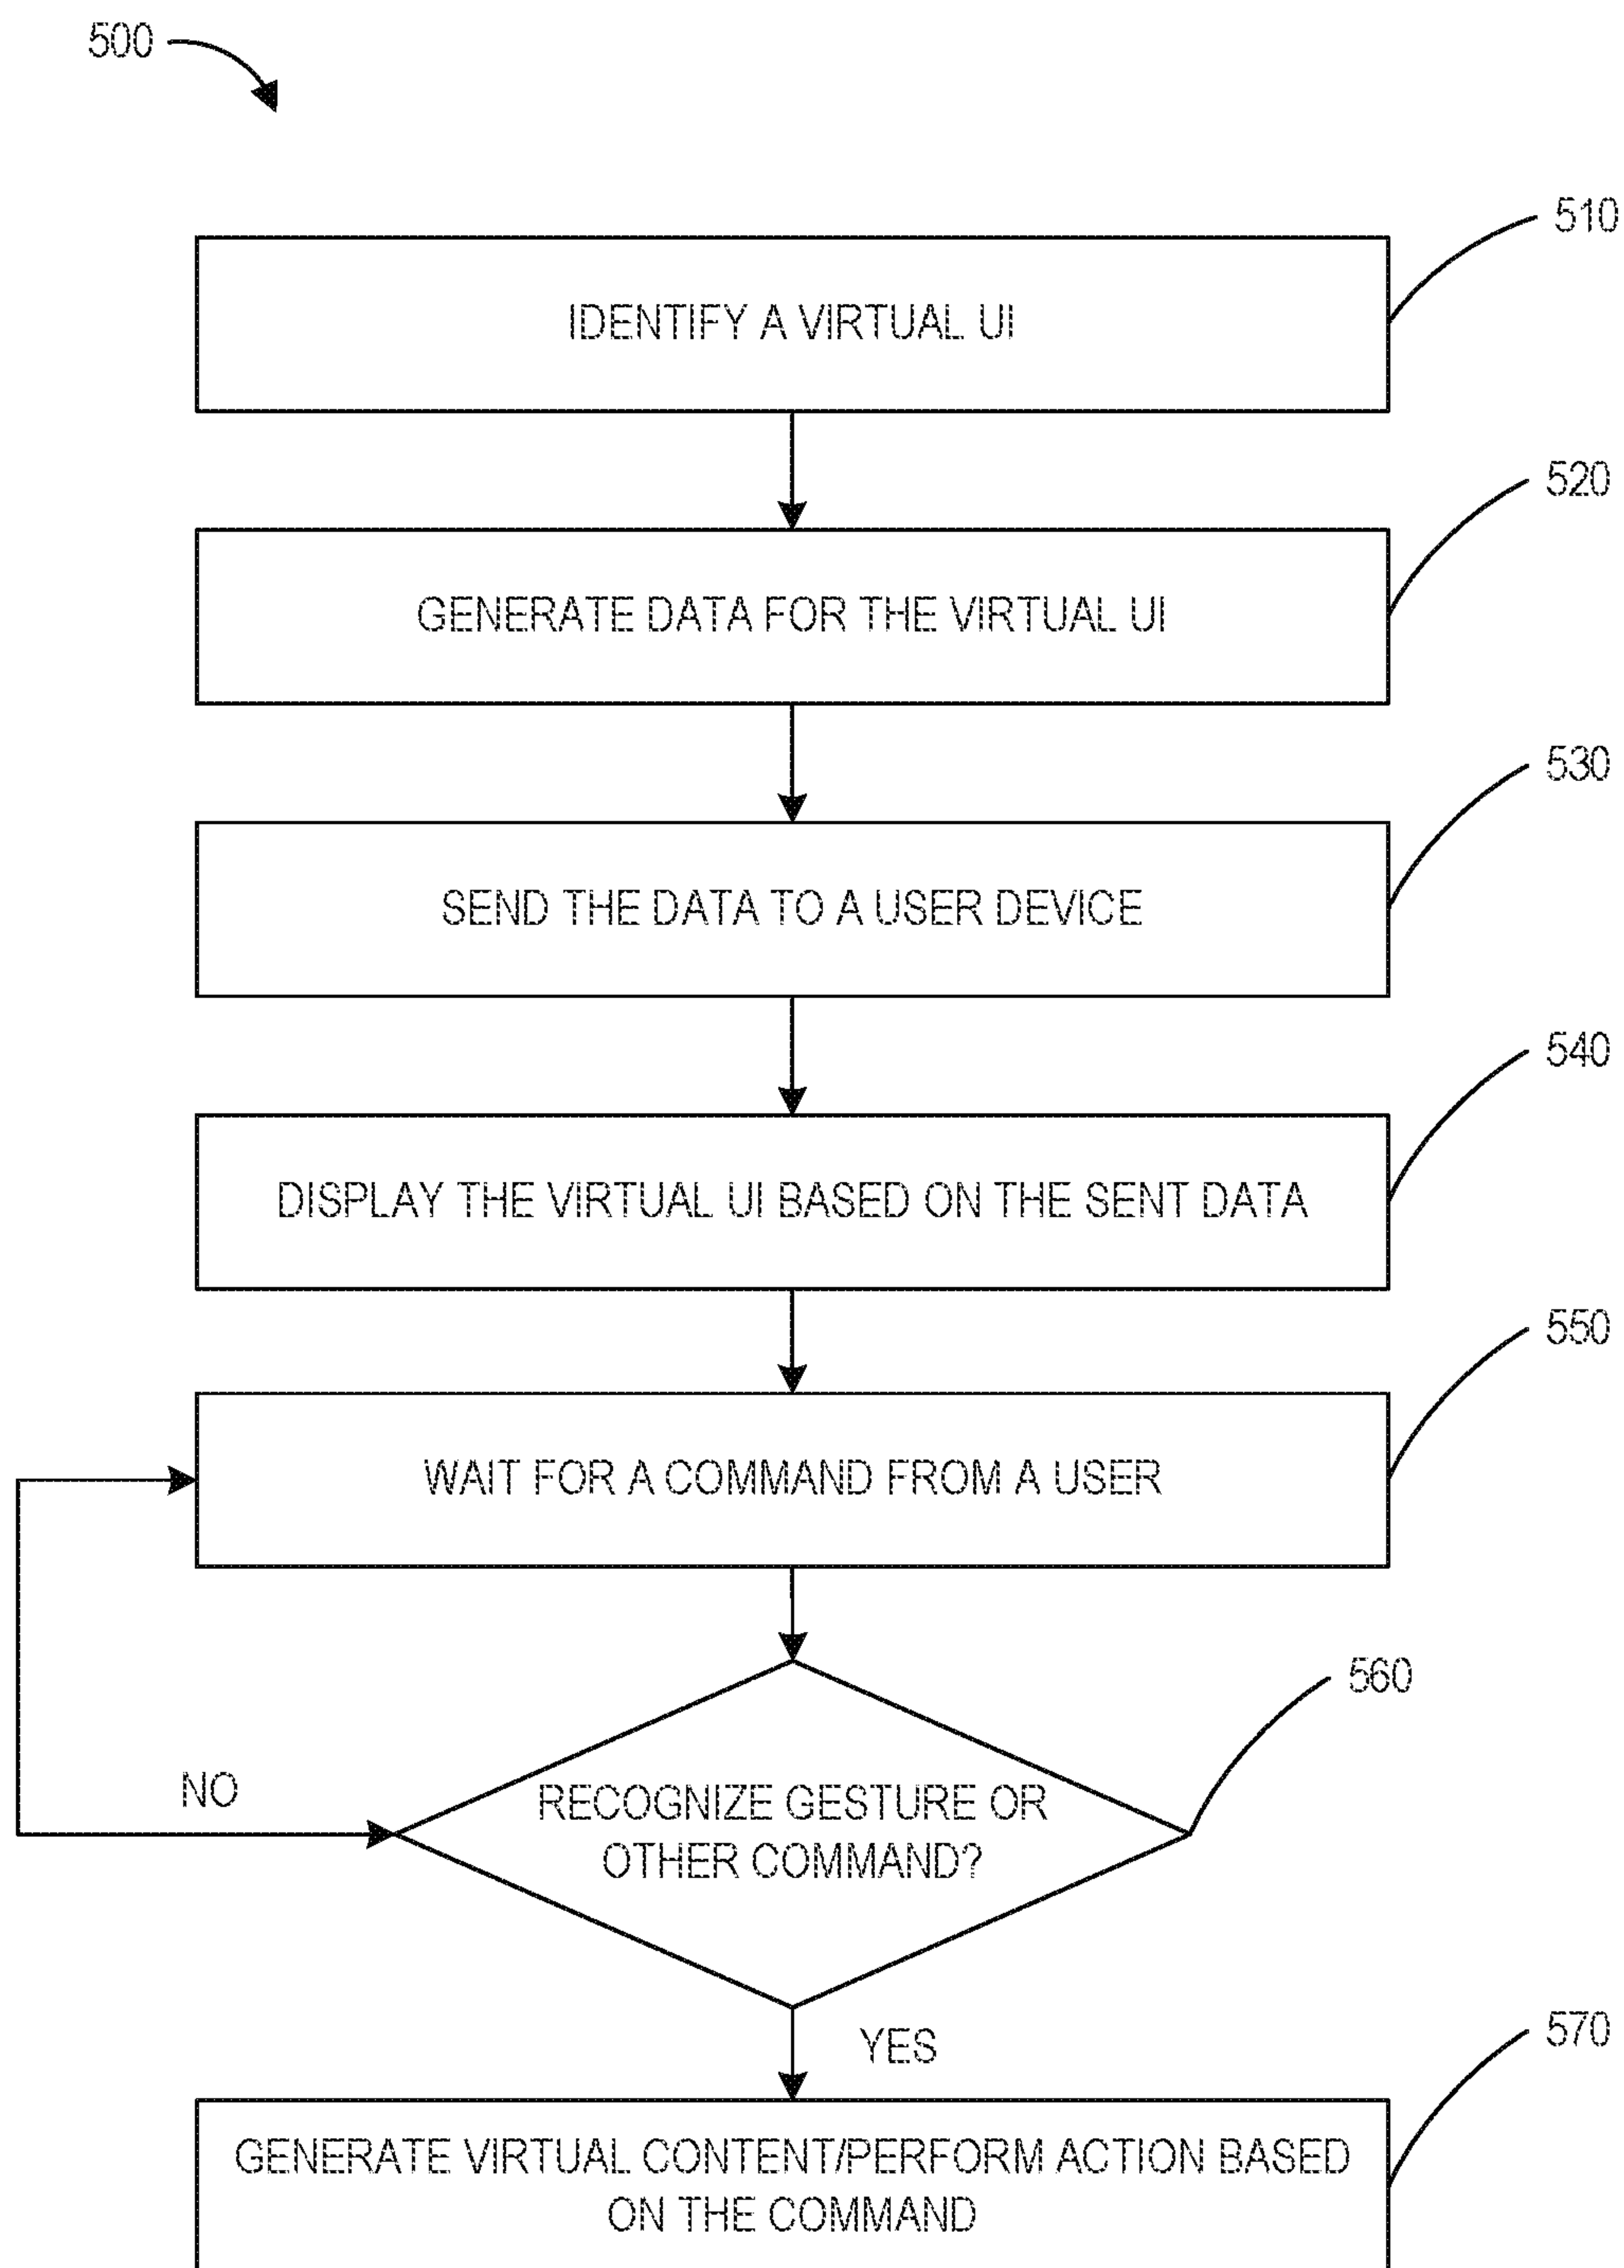 500
510
IDENTIFY A VIRTUAL UI
520
GENERATE DATA FOR THE VIRTUAL UI
530
SEND THE DATA TO A USER DEVICE
540
DISPLAY THE VIRTUAL UI BASED ON THE SENT DATA
550
WAIT FOR A COMMAND FROM A USER
560
NO
RECOGNIZE GESTURE OR
OTHER COMMAND?
YES
570
GENERATE VIRTUAL CONTENT/PERFORM ACTION BASED
ON THE COMMAND